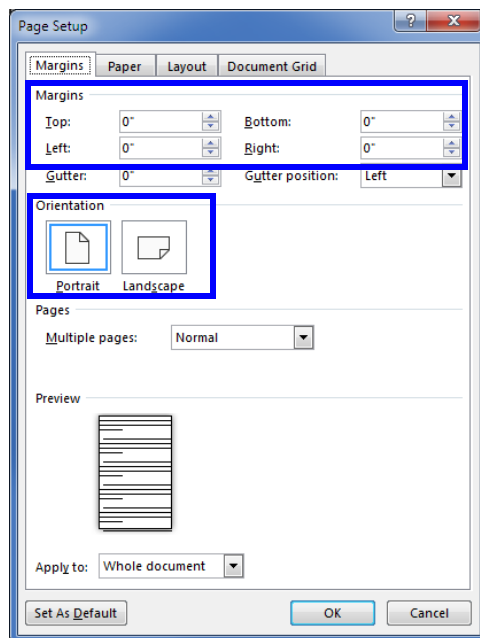 Page Setup ? X
Margins Paper Layout Document Grid
Margins
Top: 0" Bottom: 0"
Left: 0" Right: 0"
Gutter: 0" Gutter position: Left
Orientation
Portrait Landscape
Pages
Multiple pages: Normal
Preview
Apply to: Whole document
Set As Default OK Cancel